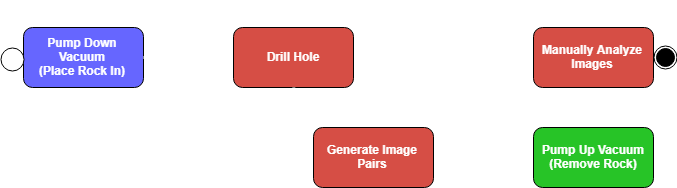 Pump Down
Vacuum
(Place Rock In)
Drill Hole
Manually Analyze
Images
Generate Image
Pairs
Pump Up Vacuum
(Remove Rock)